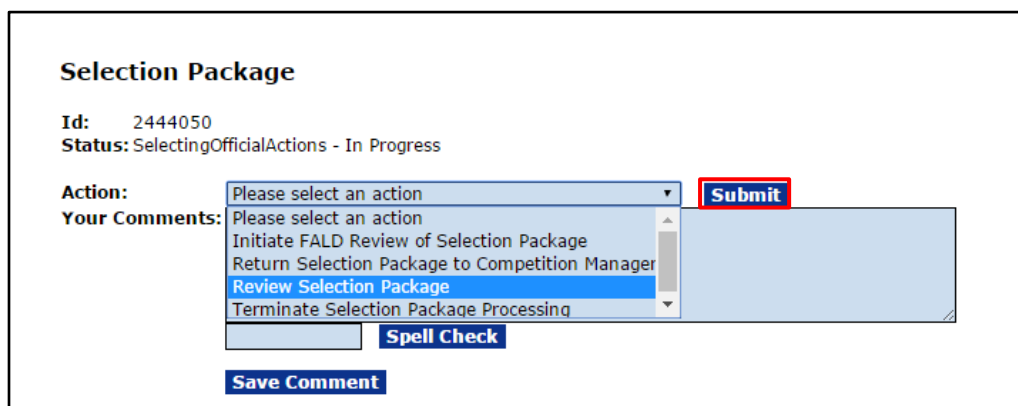 Selection Package
Id: 2444050
Status: SelectingOfficialActions - In Progress
Action: Please select an action Submit
Your Comments:
Please select an action
Initiate FALD Review of Selection Package
Return Selection Package to Competition Manager
Review Selection Package
Terminate Selection Package Processing
Spell Check
Save Comment